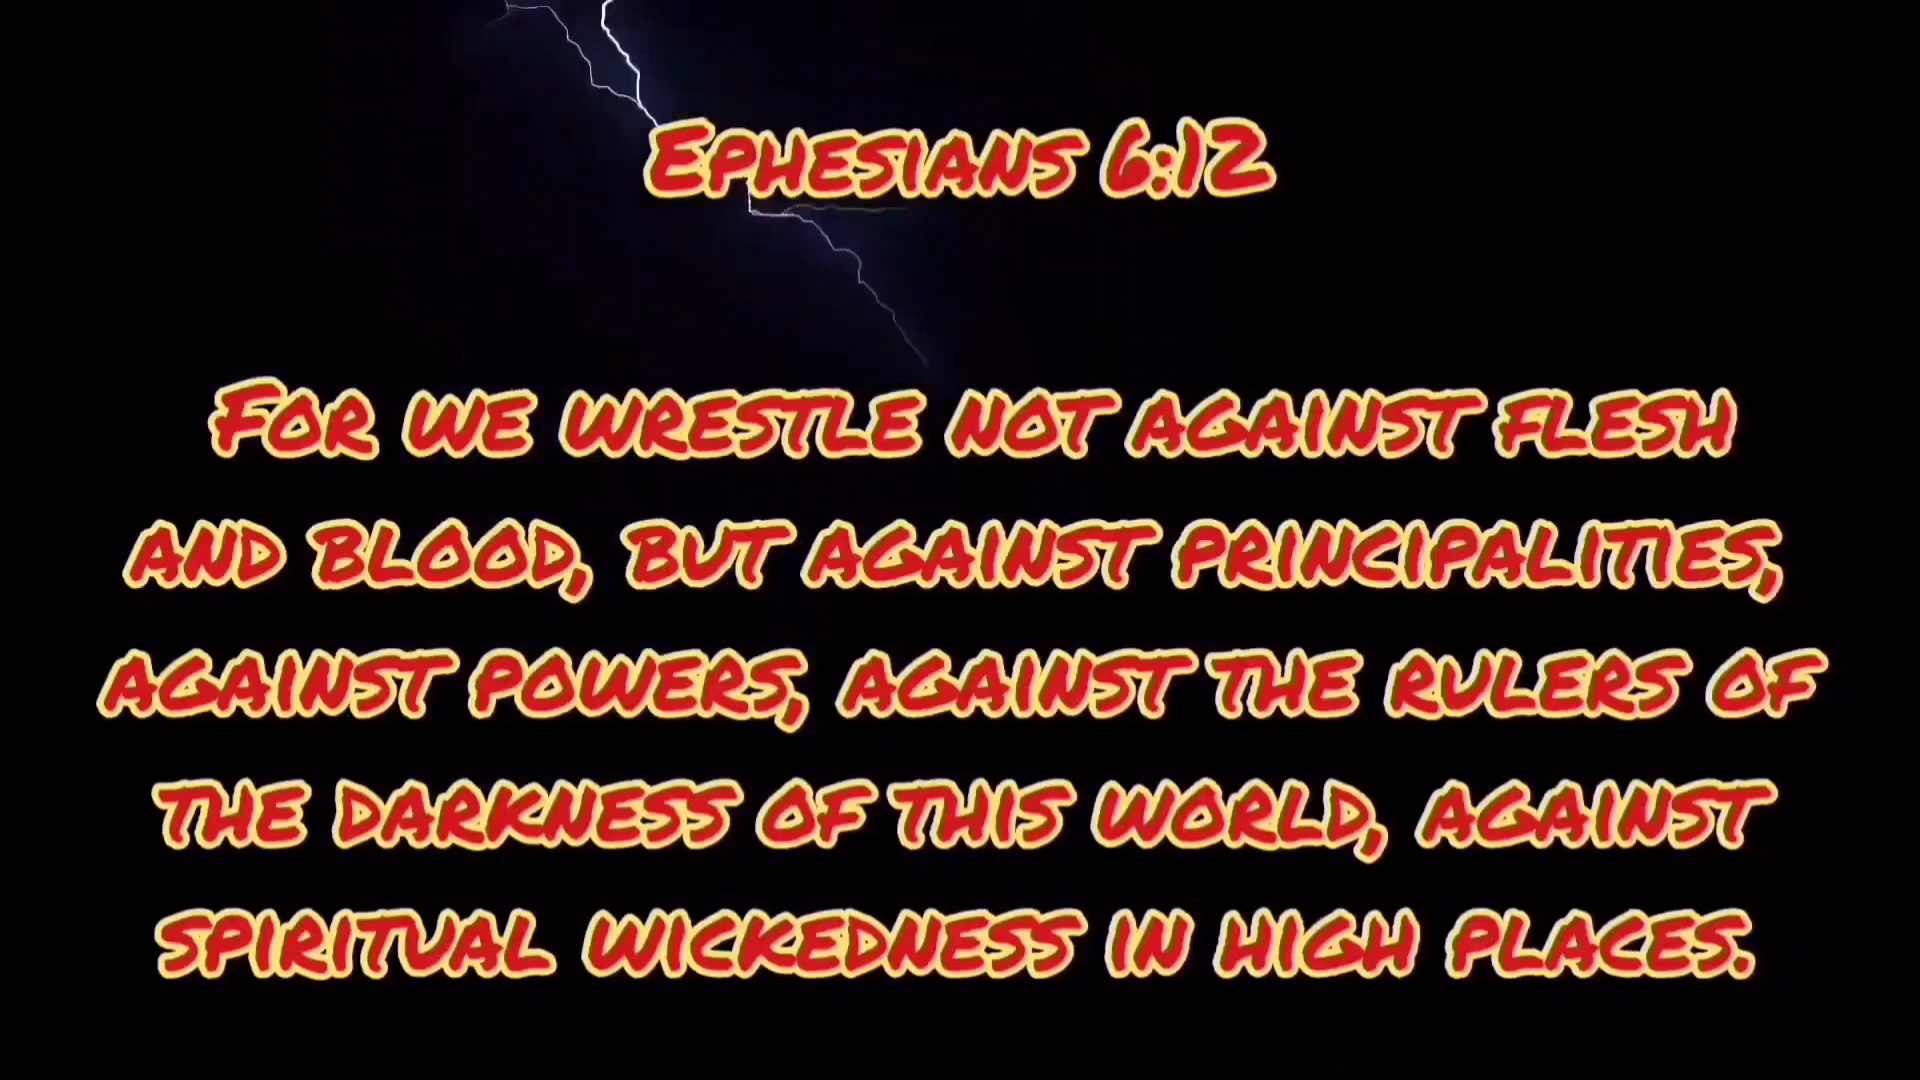 Ephesians 6:12
For we wrestle not against flesh
and blood, but against principalities,
against powers, against the rulers of
the darkness of this world, against
spiritual wickedness in high places.